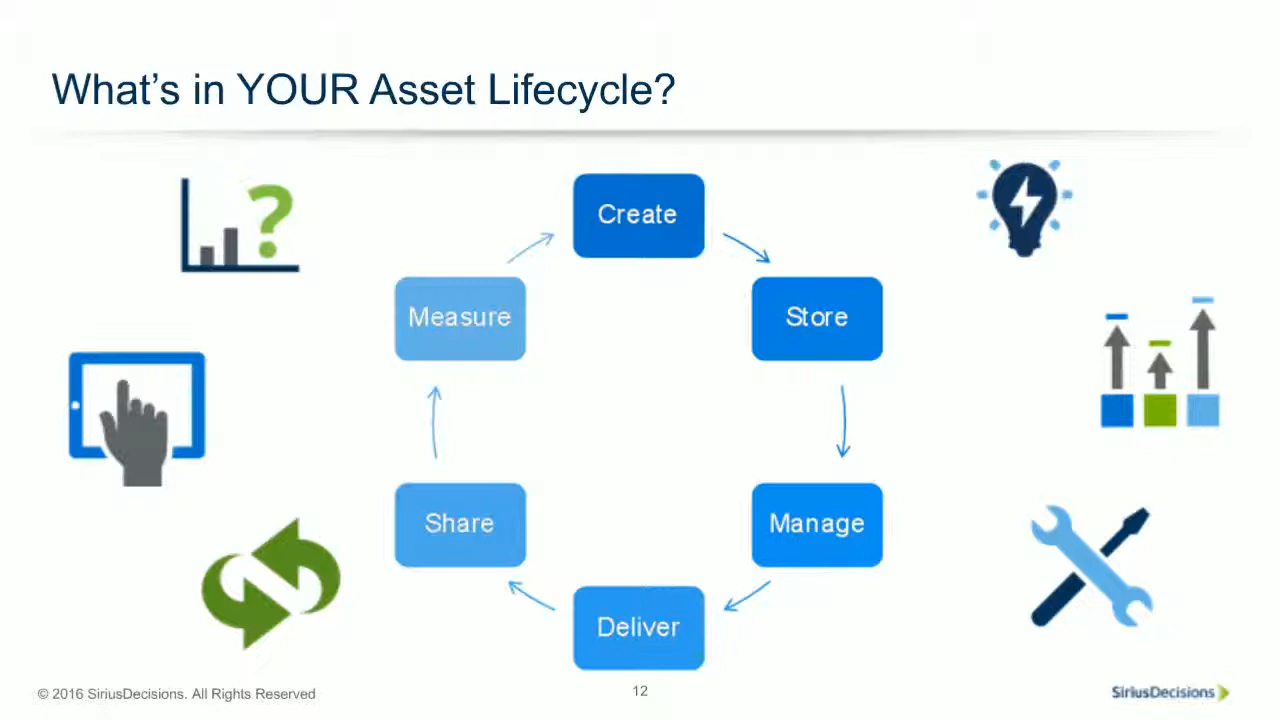 What's in YOUR Asset Lifecycle?
?
Create
Measure
Store
Share
Manage
Deliver
© 2016 SiriusDecisions. All Rights Reserved
12
SiriusDecisions